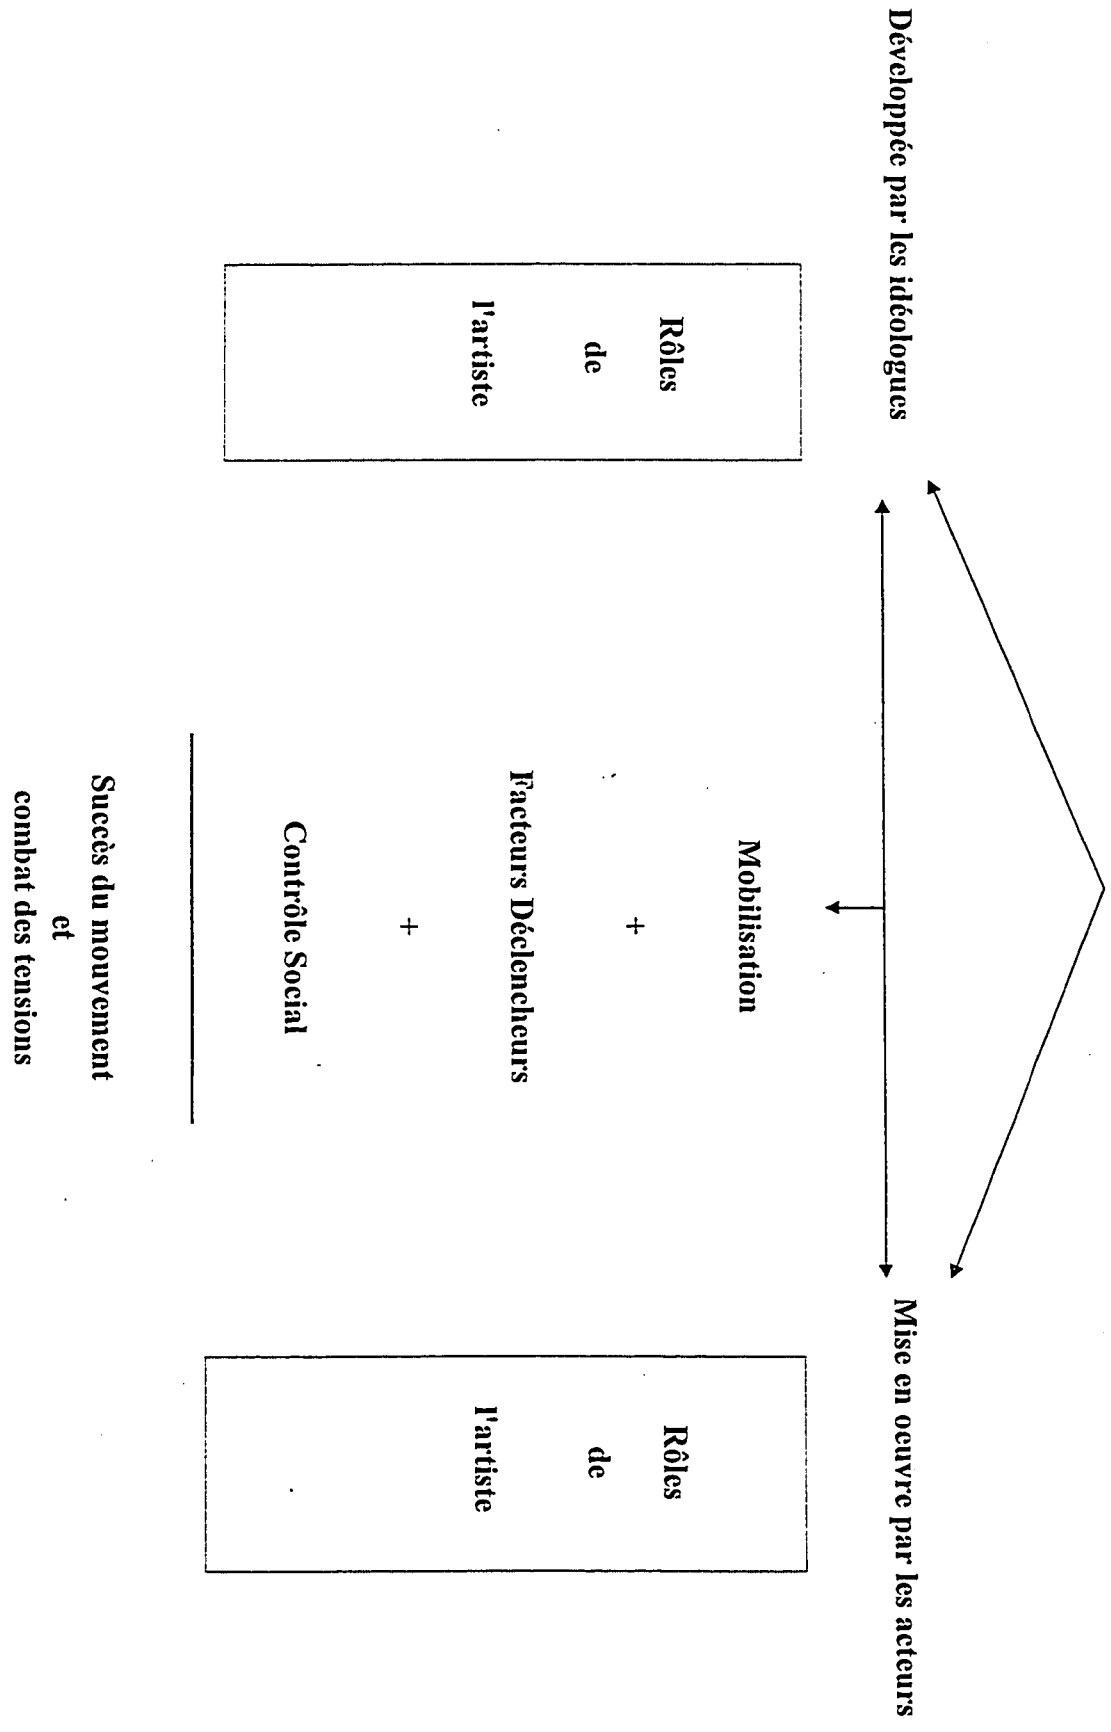 Développée par les idéologues
Mise en oeuvre par les acteurs
Rôles
de
l'artiste
Mobilisation
+
Facteurs Déclencheurs
+
Contrôle Social
Rôles
de
l'artiste
Succès du mouvement
et
combat des tensions